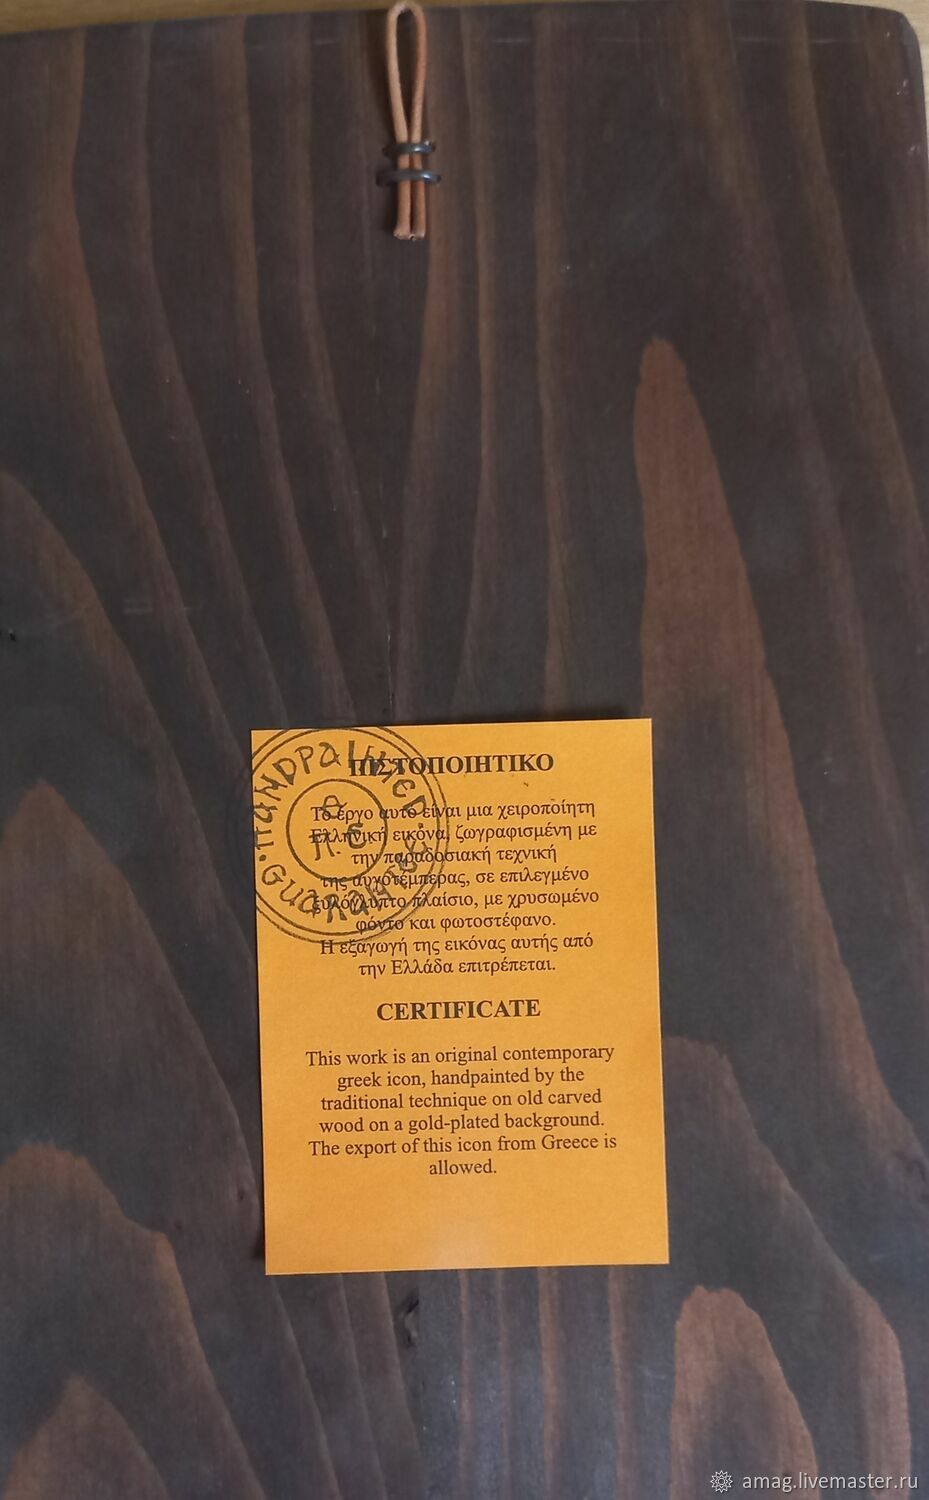 HANDPAINTED
GUARANTEE
ΠΙΣΤΟΠΟΙΗΤΙΚΟ
Το έργο αυτό είναι μια χειροποίητη
Ελληνική εικόνα, ζωγραφισμένη με
την παραδοσιακή τεχνική
της αυγοτέμπερας, σε επιλεγμένο
ξυλόγλυπτο πλαίσιο, με χρυσωμένο
φόντο και φωτοστέφανο.
Η εξαγωγή της εικόνας αυτής από
την Ελλάδα επιτρέπεται.
CERTIFICATE
This work is an original contemporary
greek icon, handpainted by the
traditional technique on old carved
wood on a gold-plated background.
The export of this icon from Greece is
allowed.
amag.livemaster.ru